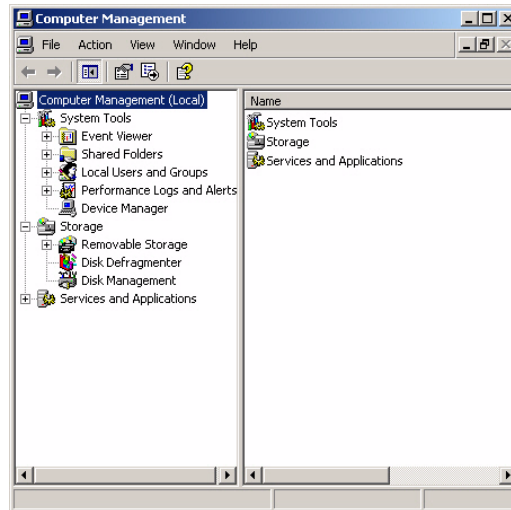 Computer Management
File Action View Window Help
Computer Management (Local)
System Tools
Event Viewer
Shared Folders
Local Users and Groups
Performance Logs and Alerts
Device Manager
Storage
Removable Storage
Disk Defragmenter
Disk Management
Services and Applications
Name
System Tools
Storage
Services and Applications